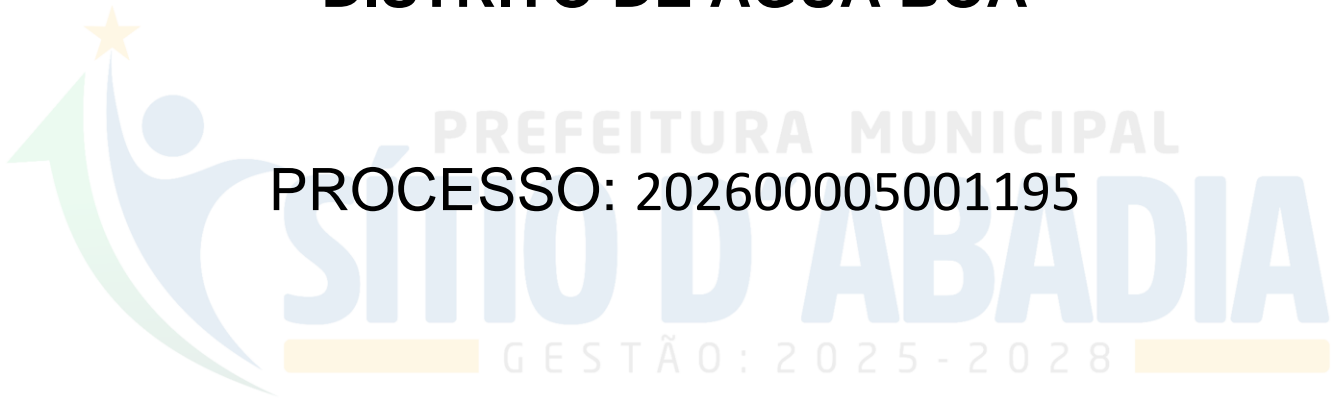 DISTRITO DE ÁGUA BOA
PREFEITURA MUNICIPAL
PROCESSO: 202600005001195
SÍTIO D'ABADIA
GESTÃO: 2025-2028